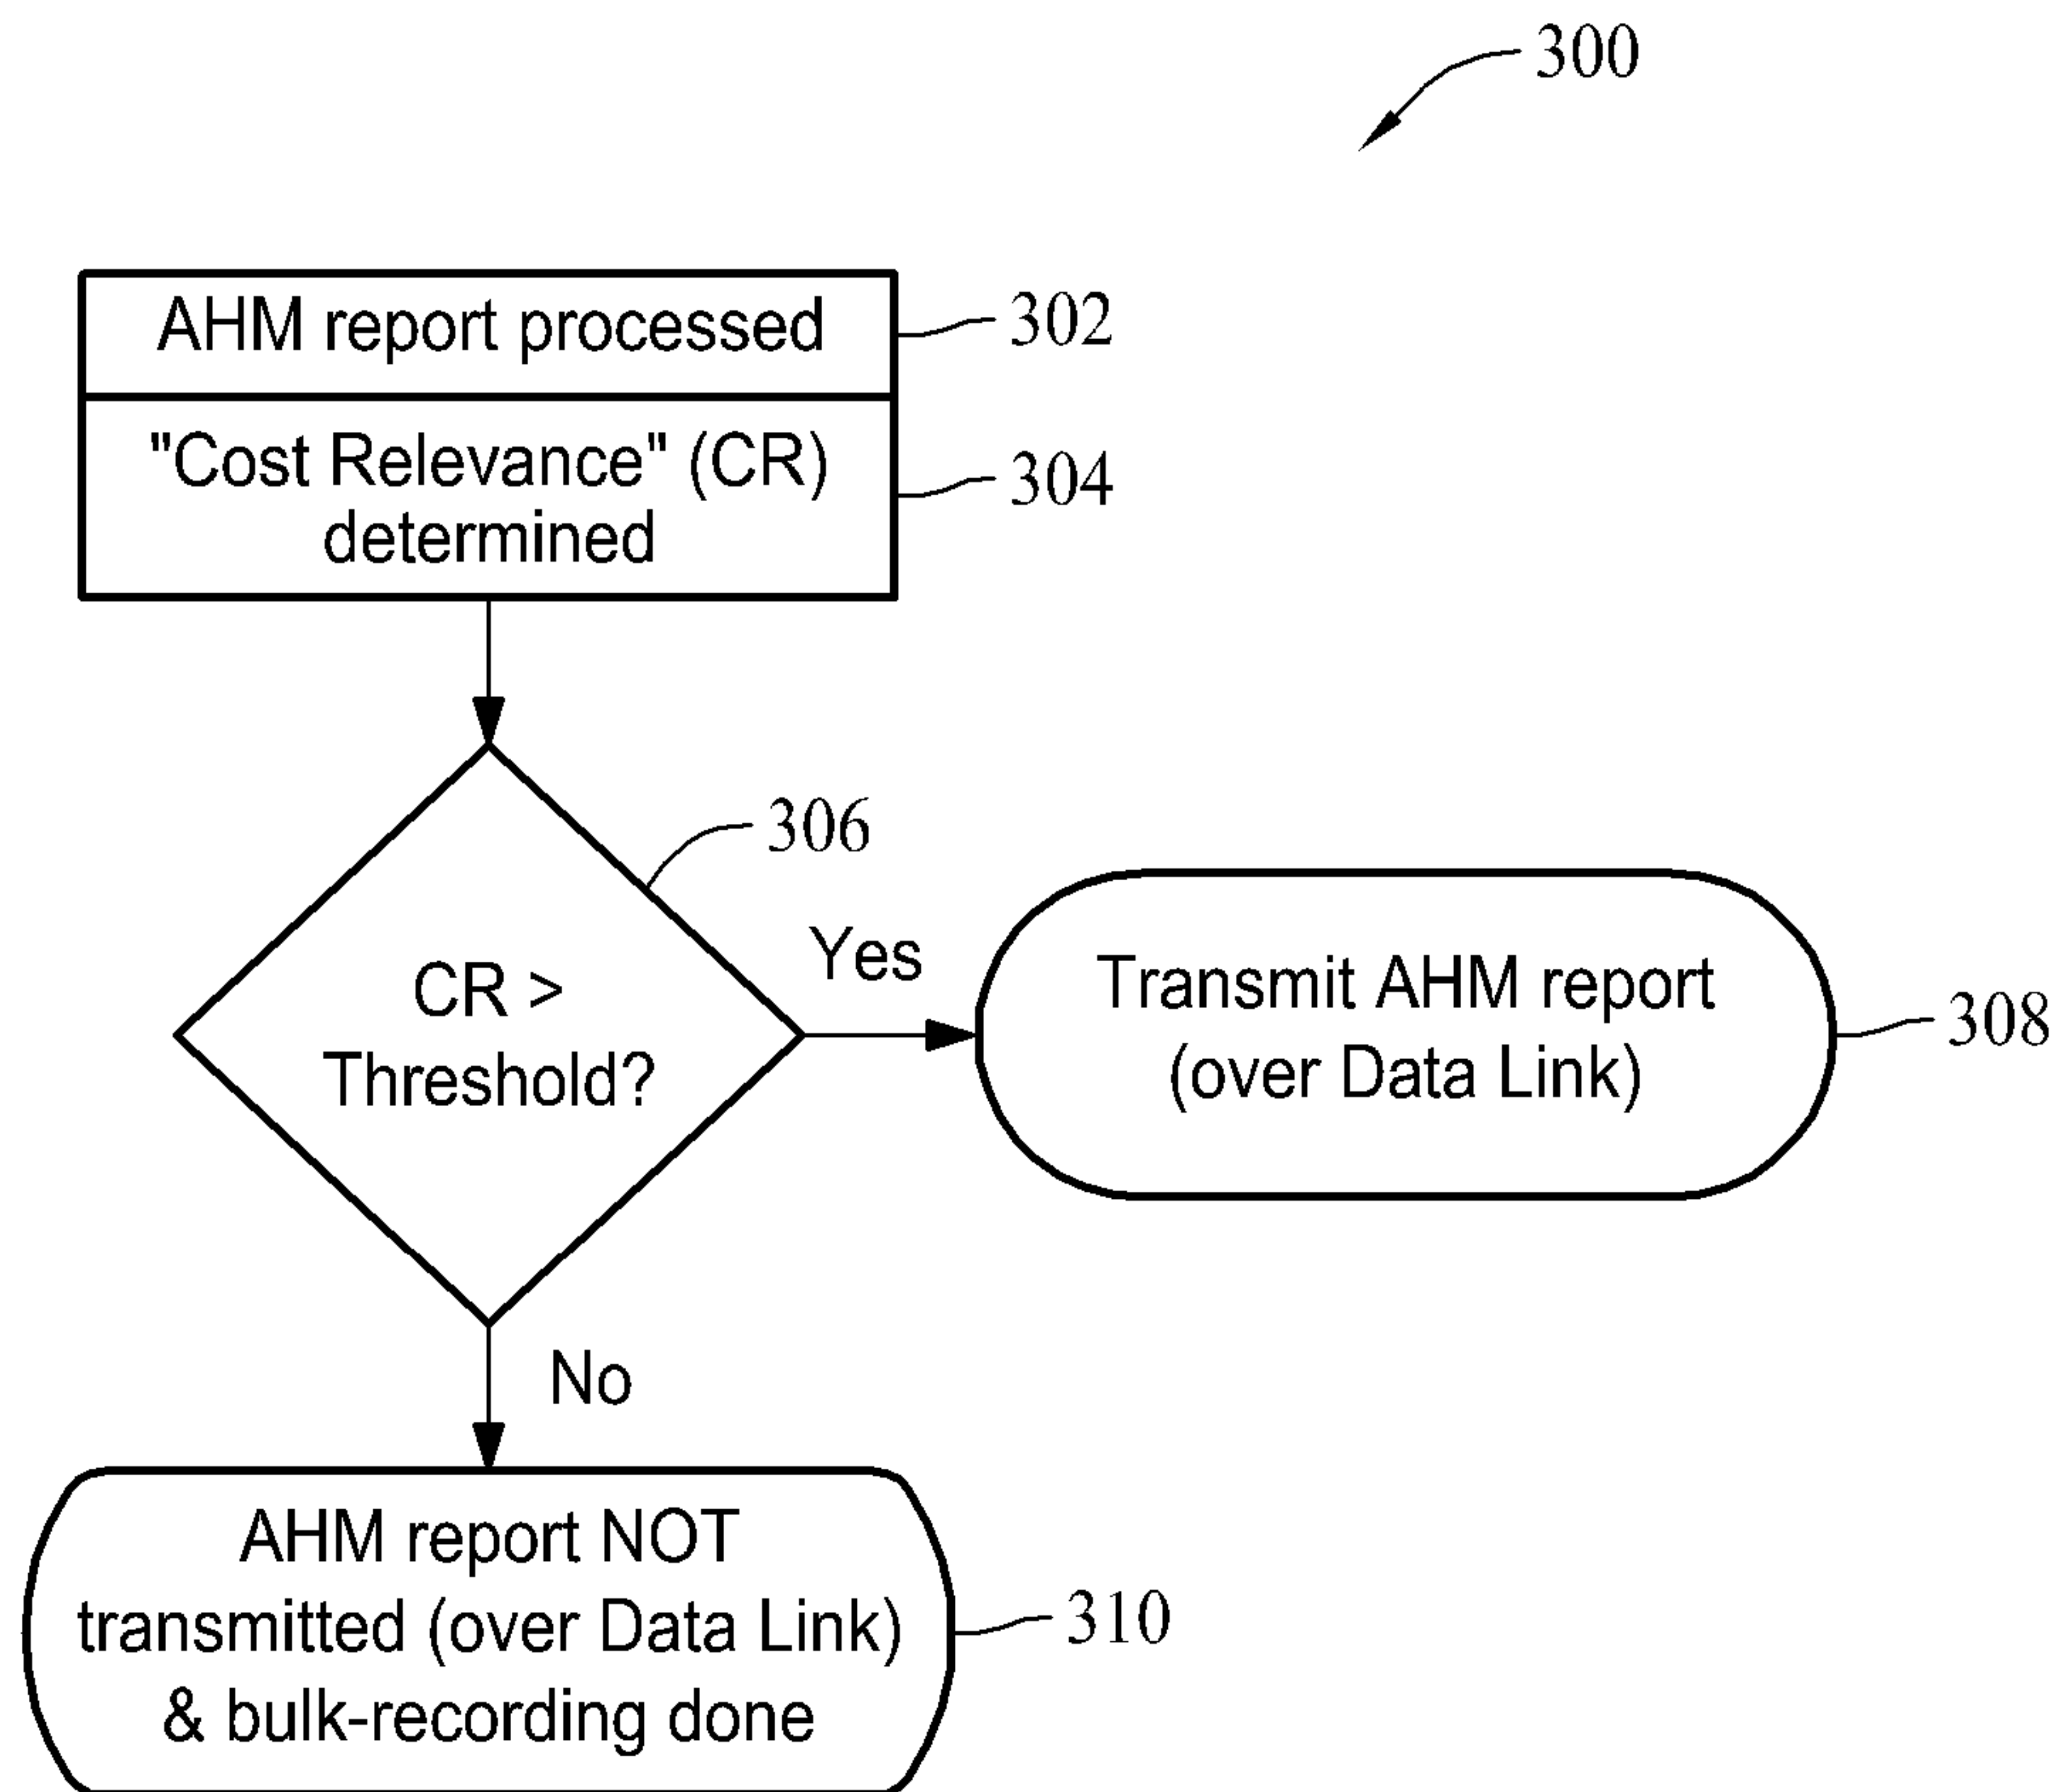 300
AHM report processed
302
"Cost Relevance" (CR)
determined
304
306
CR >
Threshold?
Yes
Transmit AHM report
(over Data Link)
308
No
AHM report NOT
transmitted (over Data Link)
& bulk-recording done
310